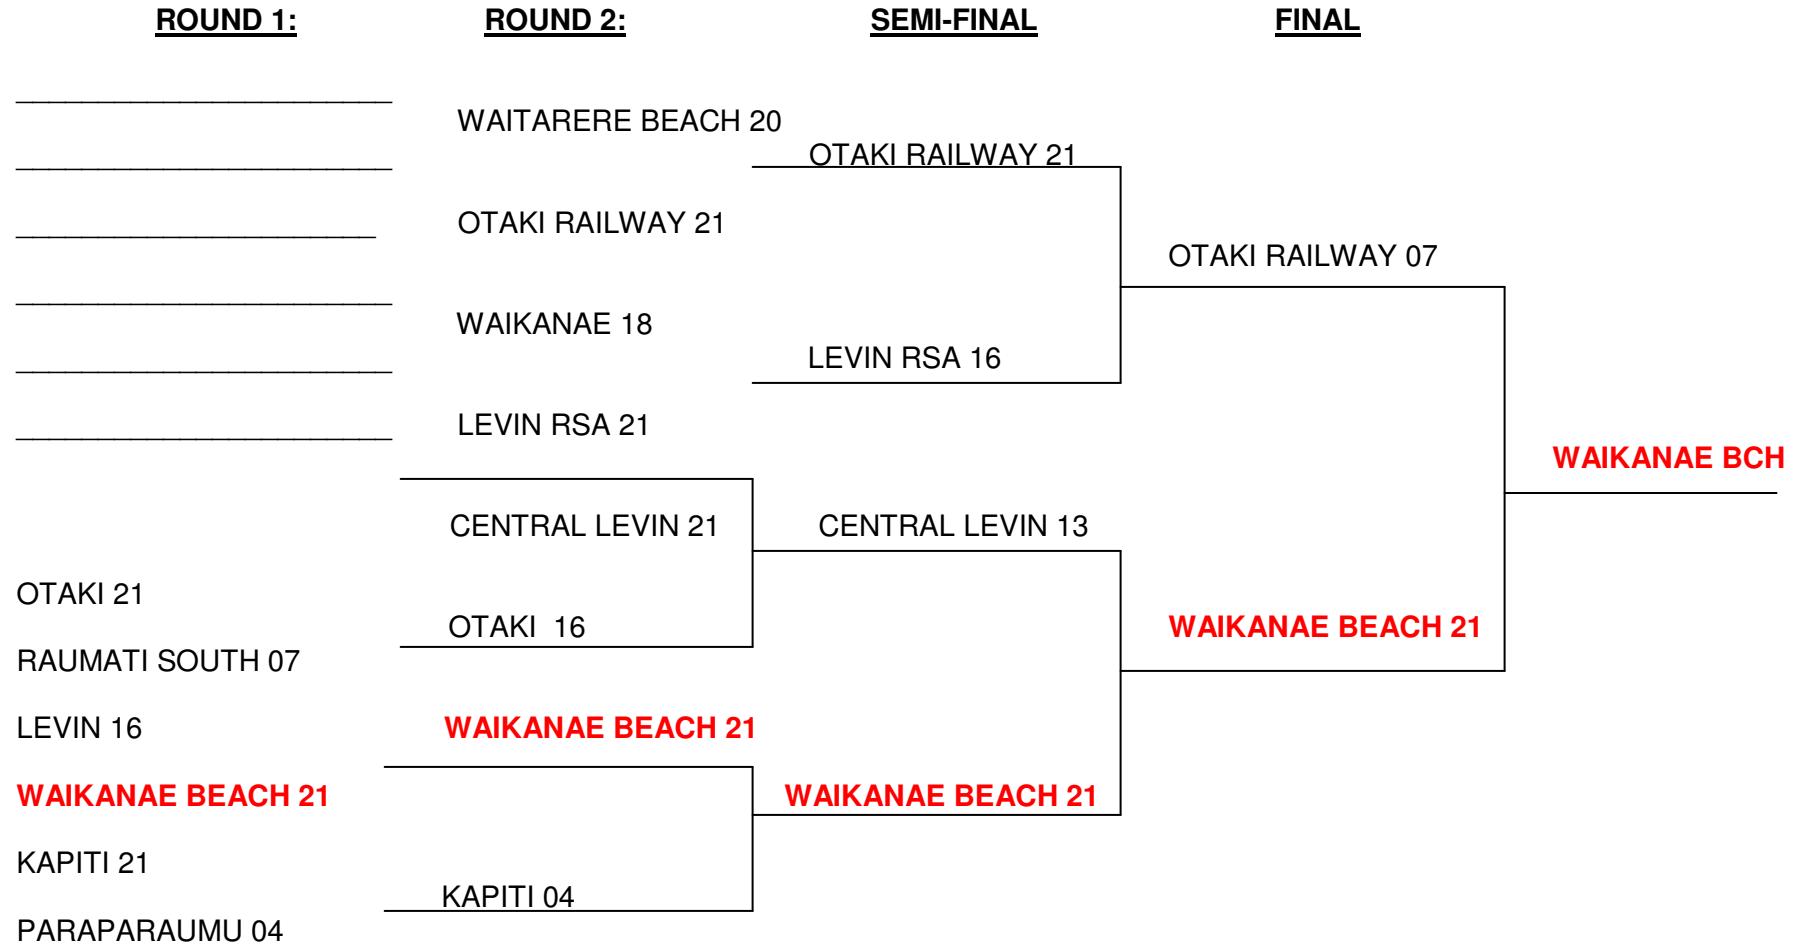 ROUND 1: ROUND 2: SEMI-FINAL FINAL
WAITARERE BEACH 20
OTAKI RAILWAY 21
OTAKI RAILWAY 21
OTAKI RAILWAY 07
WAIKANAE 18
LEVIN RSA 16
LEVIN RSA 21
WAIKANAE BCH
CENTRAL LEVIN 21 CENTRAL LEVIN 13
OTAKI 21
OTAKI 16 WAIKANAE BEACH 21
RAUMATI SOUTH 07
LEVIN 16 WAIKANAE BEACH 21
WAIKANAE BEACH 21 WAIKANAE BEACH 21
KAPITI 21
KAPITI 04
PARAPARAUMU 04